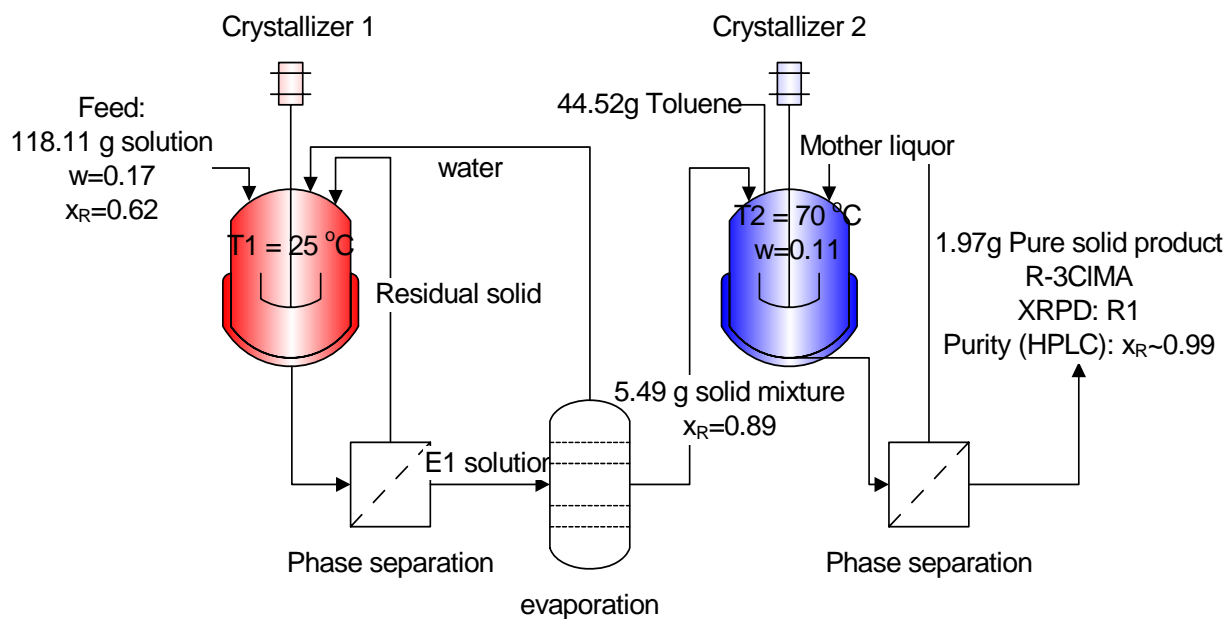 Crystallizer 1
Crystallizer 2
Feed:
118.11 g solution
w=0.17
xR=0.62
T1 = 25 °C
water
Residual solid
E1 solution
Phase separation
evaporation
5.49 g solid mixture
xR=0.89
44.52g Toluene
Mother liquor
T2 = 70 °C
w=0.11
1.97g Pure solid product
R-3ClMA
XRPD: R1
Purity (HPLC): xR~0.99
Phase separation